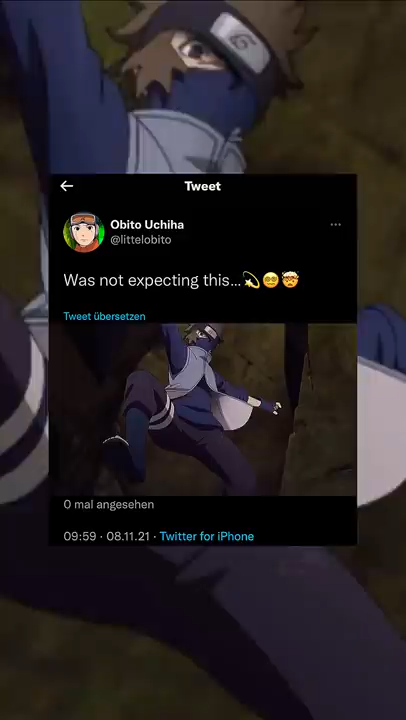 Tweet
Obito Uchiha
@littelobito
Was not expecting this...💫😵‍💫🤯
Tweet übersetzen
0 mal angesehen
09:59 · 08.11.21 · Twitter for iPhone